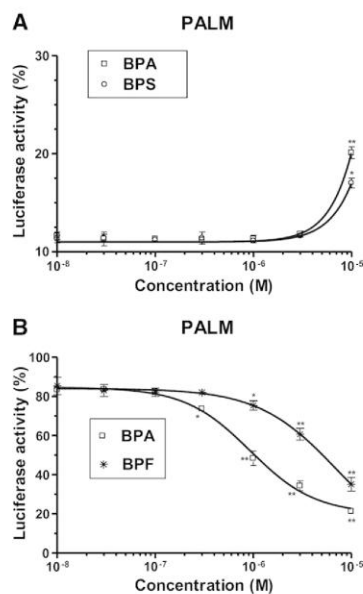 A
PALM
BPA
BPS
Luciferase activity (%)
20
10
10⁻⁸ 10⁻⁷ 10⁻⁶ 10⁻⁵
Concentration (M)
**
*
B
PALM
Luciferase activity (%)
100
80
60
40
20
0
BPA
BPF
*
**
**
**
*
**
**
10⁻⁸ 10⁻⁷ 10⁻⁶ 10⁻⁵
Concentration (M)